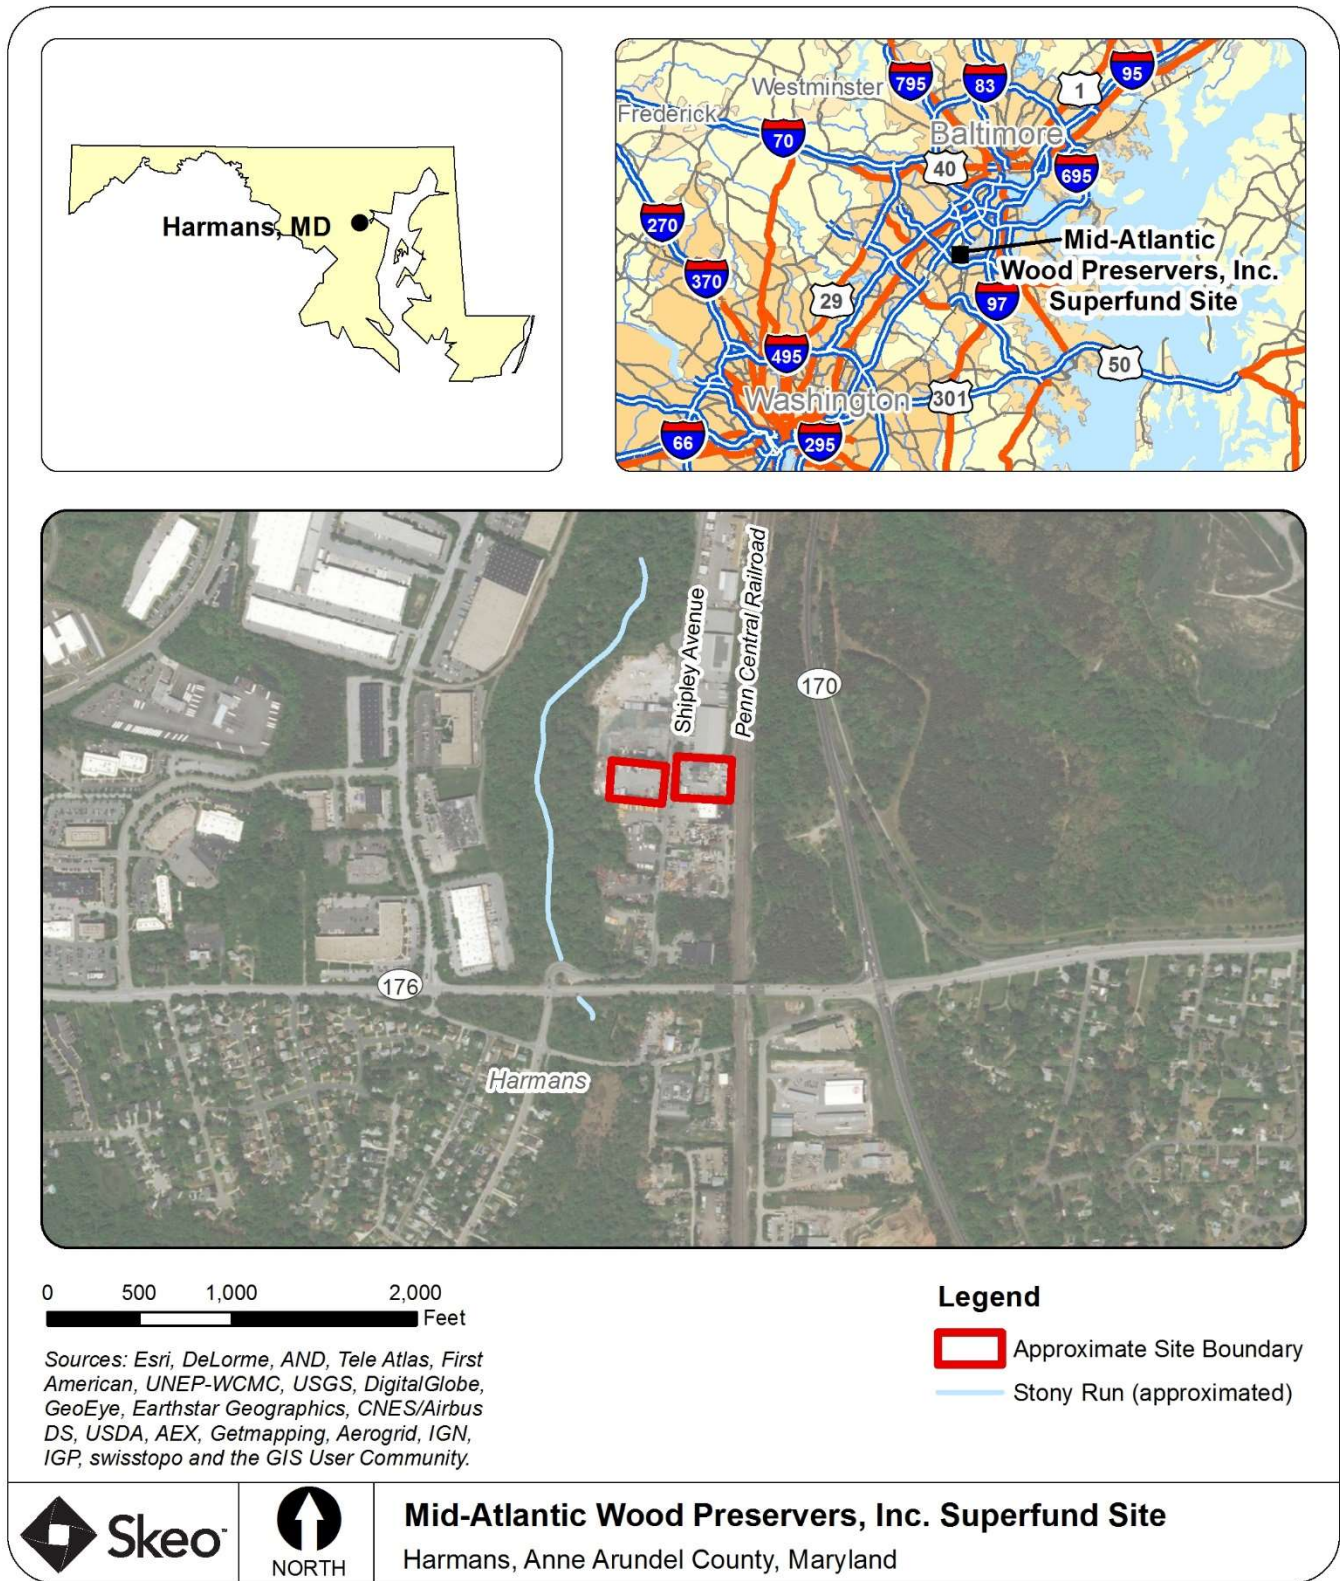 Harmans, MD
Westminster
Frederick
Baltimore
795
83
1
95
70
40
695
270
370
29
97
495
50
301
66
295
Washington
Mid-Atlantic
Wood Preservers, Inc.
Superfund Site
Shipley Avenue
Penn Central Railroad
170
176
Harmans
0 500 1,000 2,000
Feet
Sources: Esri, DeLorme, AND, Tele Atlas, First
American, UNEP-WCMC, USGS, DigitalGlobe,
GeoEye, Earthstar Geographics, CNES/Airbus
DS, USDA, AEX, Getmapping, Aerogrid, IGN,
IGP, swisstopo and the GIS User Community.
Legend
Approximate Site Boundary
Stony Run (approximated)
Skeo™
NORTH
Mid-Atlantic Wood Preservers, Inc. Superfund Site
Harmans, Anne Arundel County, Maryland